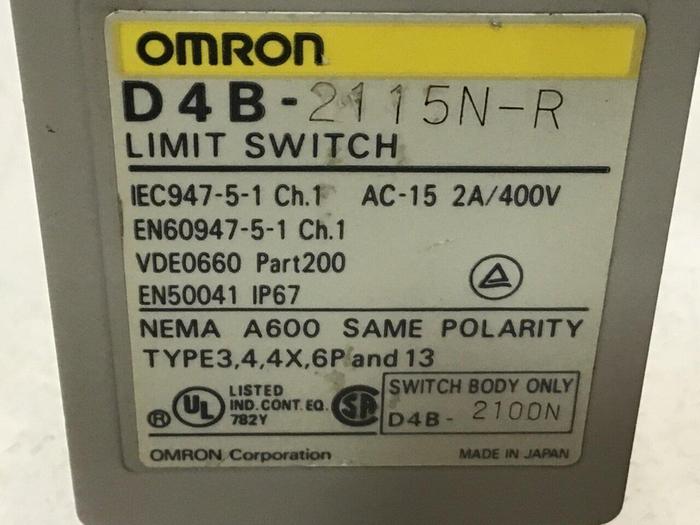 OMRON
D4B-2115N-R
LIMIT SWITCH
IEC947-5-1 Ch.1 AC-15 2A/400V
EN60947-5-1 Ch.1
VDE0660 Part200
EN50041 IP67
NEMA A600 SAME POLARITY
TYPE3,4,4X,6P and 13
® UL LISTED
IND.CONT.EQ.
782Y
SA
SWITCH BODY ONLY
D4B- 2100N
OMRON Corporation MADE IN JAPAN